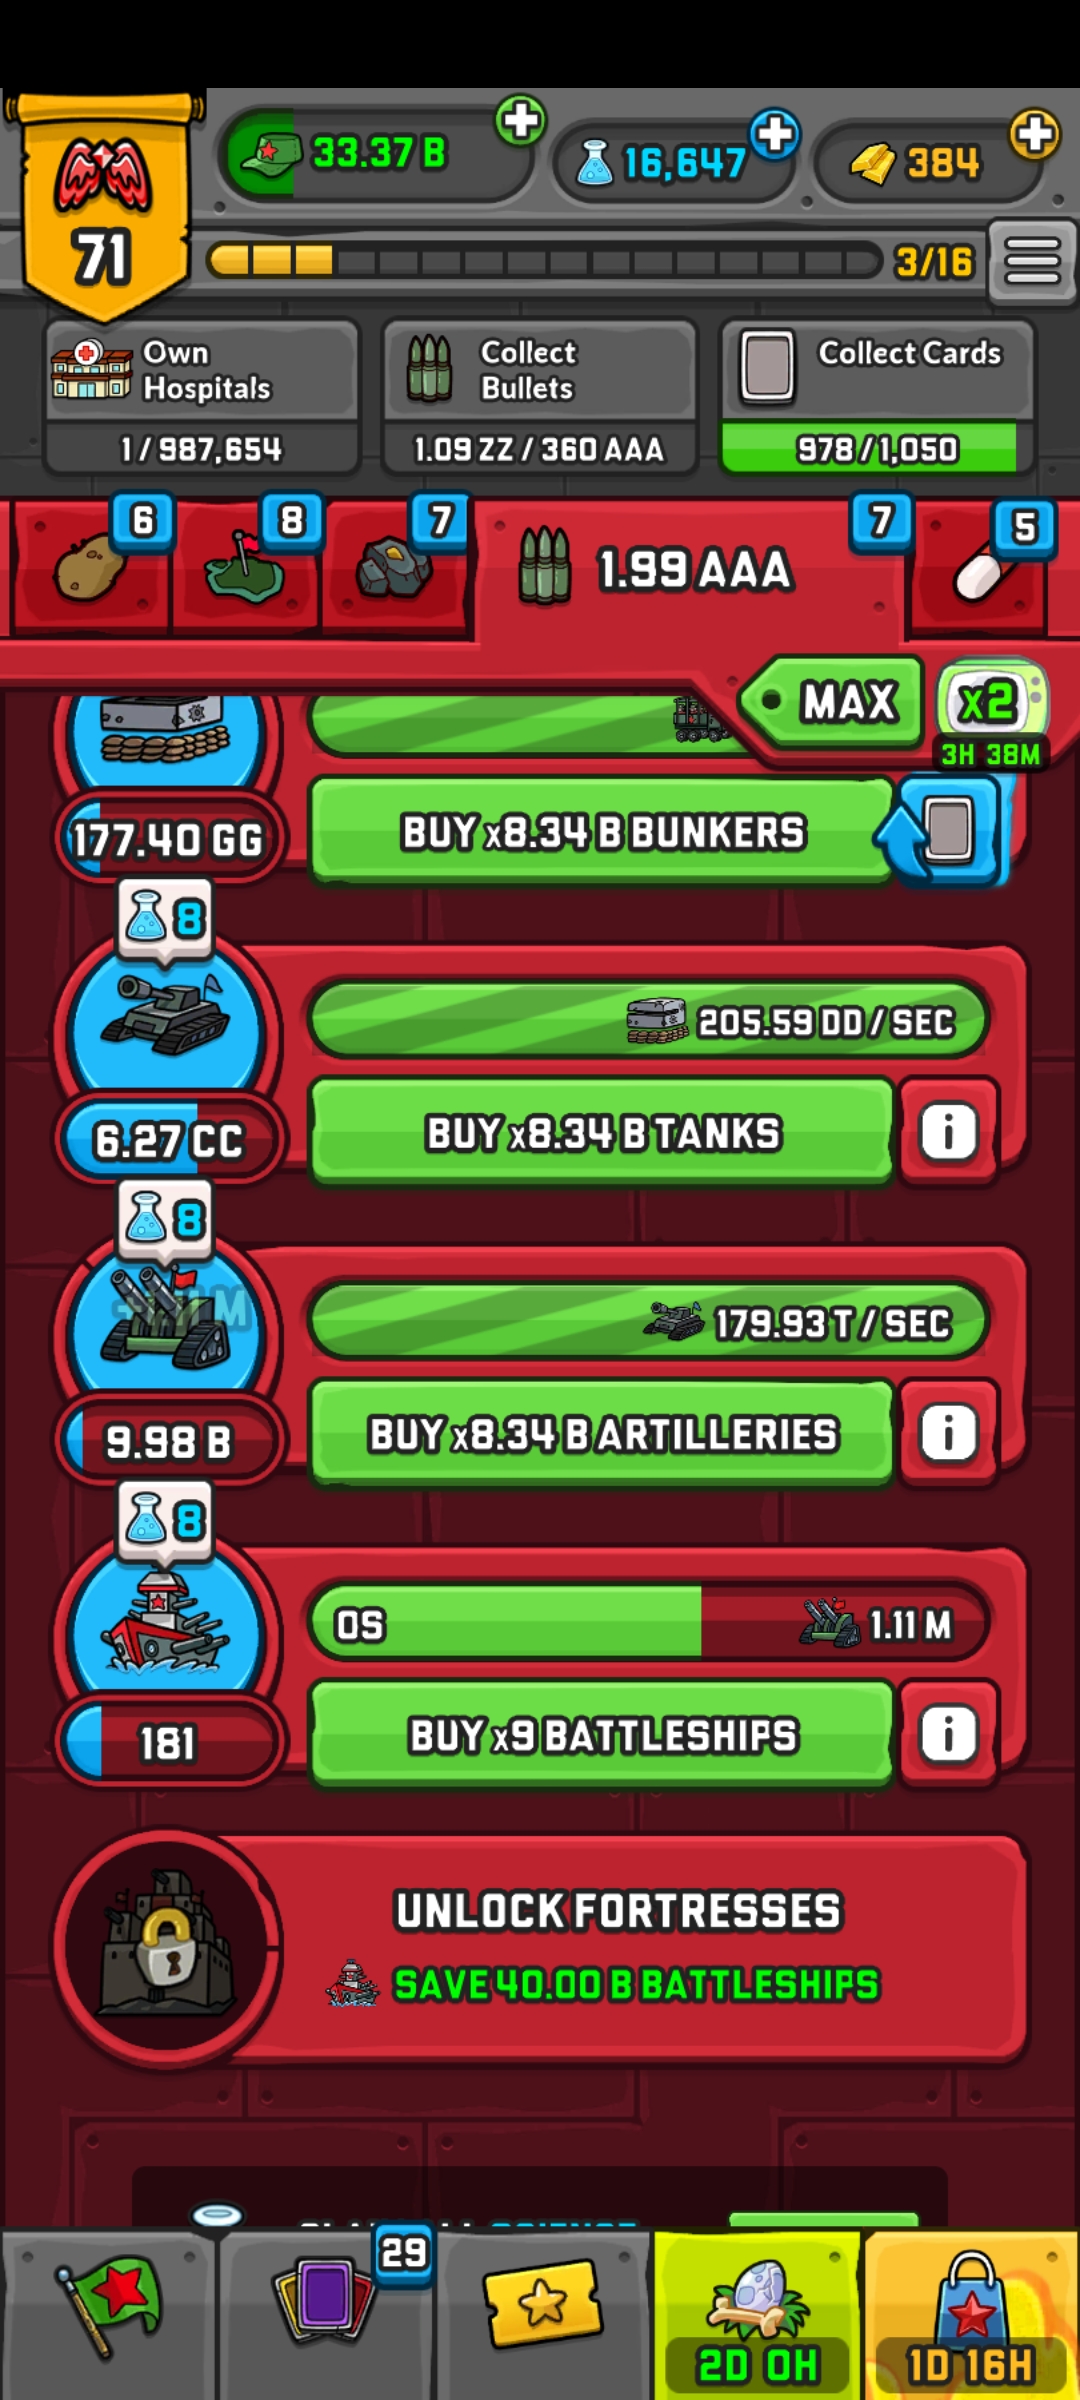 33.37 B
16,647
384
71
3/16
Own
Hospitals
1 / 987,654
Collect
Bullets
1.09 ZZ / 360 AAA
Collect Cards
978 / 1,050
6
8
7
1.99 AAA
7
5
MAX
x2
3H 38M
177.40 GG
BUY x8.34 B BUNKERS
8
205.59 DD / SEC
6.27 CC
BUY x8.34 B TANKS
8
179.93 T / SEC
9.98 B
BUY x8.34 B ARTILLERIES
8
0S
1.11 M
181
BUY x9 BATTLESHIPS
UNLOCK FORTRESSES
SAVE 40.00 B BATTLESHIPS
29
2D 0H
1D 16H